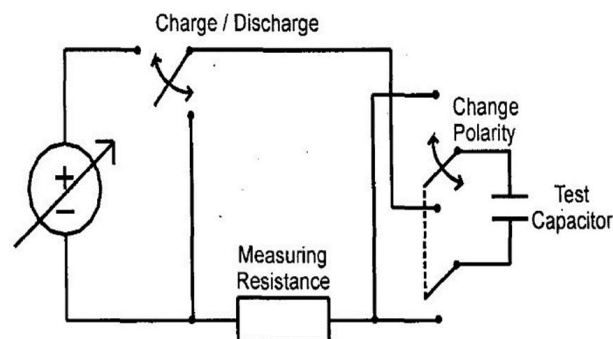 Charge / Discharge
Change
Polarity
+
−
Test
Capacitor
Measuring
Resistance